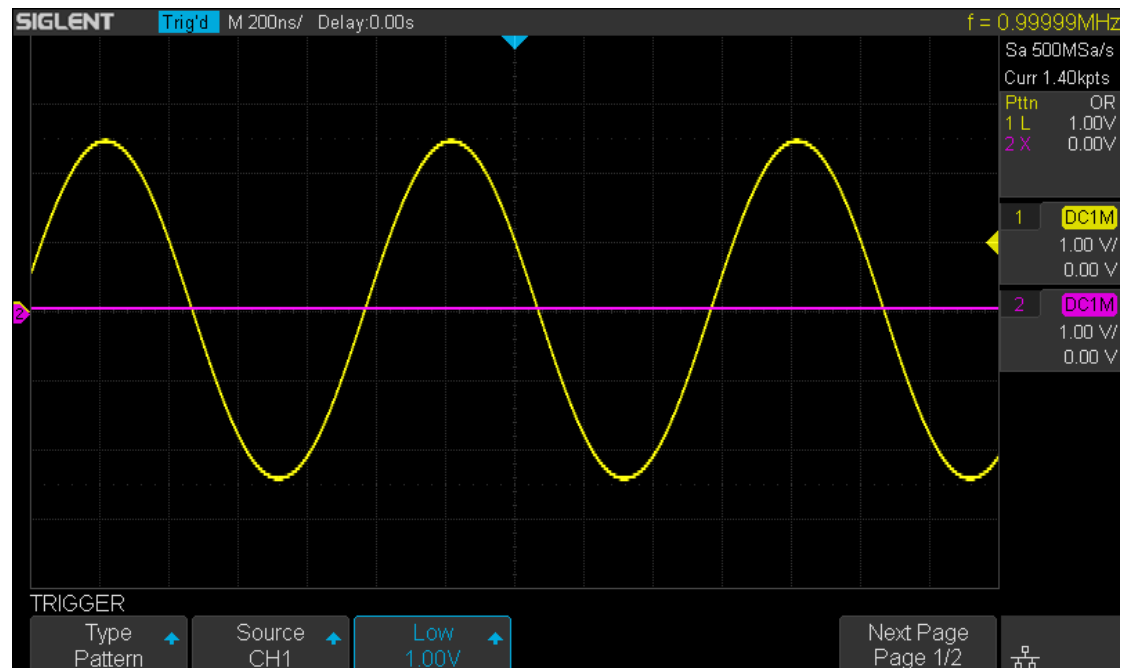 SIGLENT Trig'd M 200ns/ Delay:0.00s f = 0.99999MHz
Sa 500MSa/s
Curr 1.40kpts
Pttn OR
1 L 1.00V
2 X 0.00V
1 DC1M
1.00 V/
0.00 V
2 DC1M
1.00 V/
0.00 V
2
TRIGGER
Type Source Low Next Page
Pattern CH1 1.00V Page 1/2